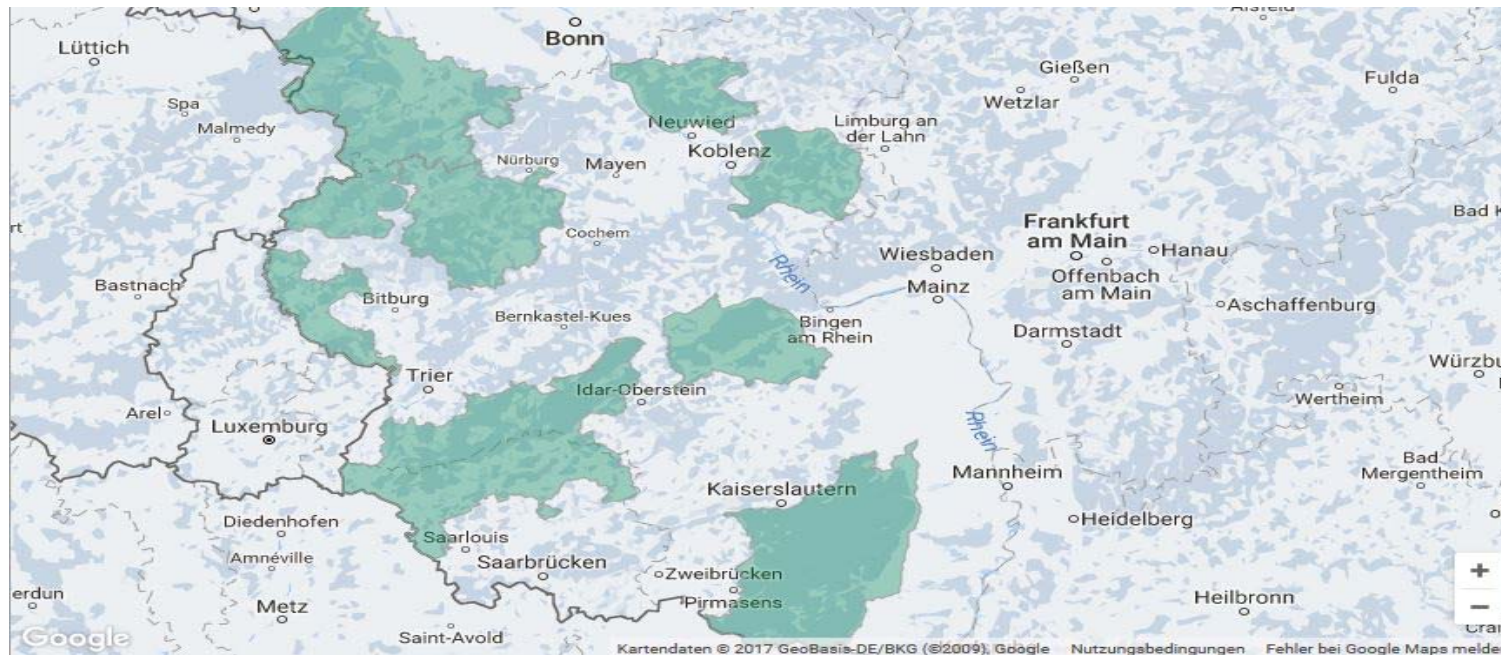 Alsfeld
Bonn
Lüttich
Gießen
Fulda
Spa
Wetzlar
Malmedy
Neuwied
Limburg an
der Lahn
Koblenz
Nürburg
Mayen
Frankfurt
am Main
Bad K
rt
Cochem
Wiesbaden
Hanau
Rhein
Offenbach
am Main
Bastnach
Bitburg
Mainz
Aschaffenburg
Bernkastel-Kues
Bingen
am Rhein
Darmstadt
Würzbu
Trier
Idar-Oberstein
Wertheim
Arel
Luxemburg
Rhein
Bad
Mergentheim
Mannheim
Kaiserslautern
Diedenhofen
Heidelberg
Saarlouis
Amnéville
Saarbrücken
Zweibrücken
+
erdun
Pirmasens
Heilbronn
−
Metz
Crai
Google
Saint-Avold
Kartendaten © 2017 GeoBasis-DE/BKG (©2009), Google Nutzungsbedingungen Fehler bei Google Maps melde